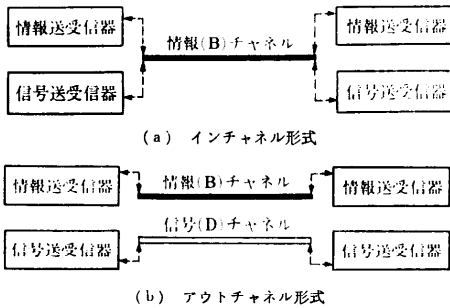 情報送受信器
情報(B)チャネル
情報送受信器
信号送受信器
信号送受信器
(a) インチャネル形式
情報送受信器
情報(B)チャネル
情報送受信器
信号(D)チャネル
信号送受信器
信号送受信器
(b) アウトチャネル形式